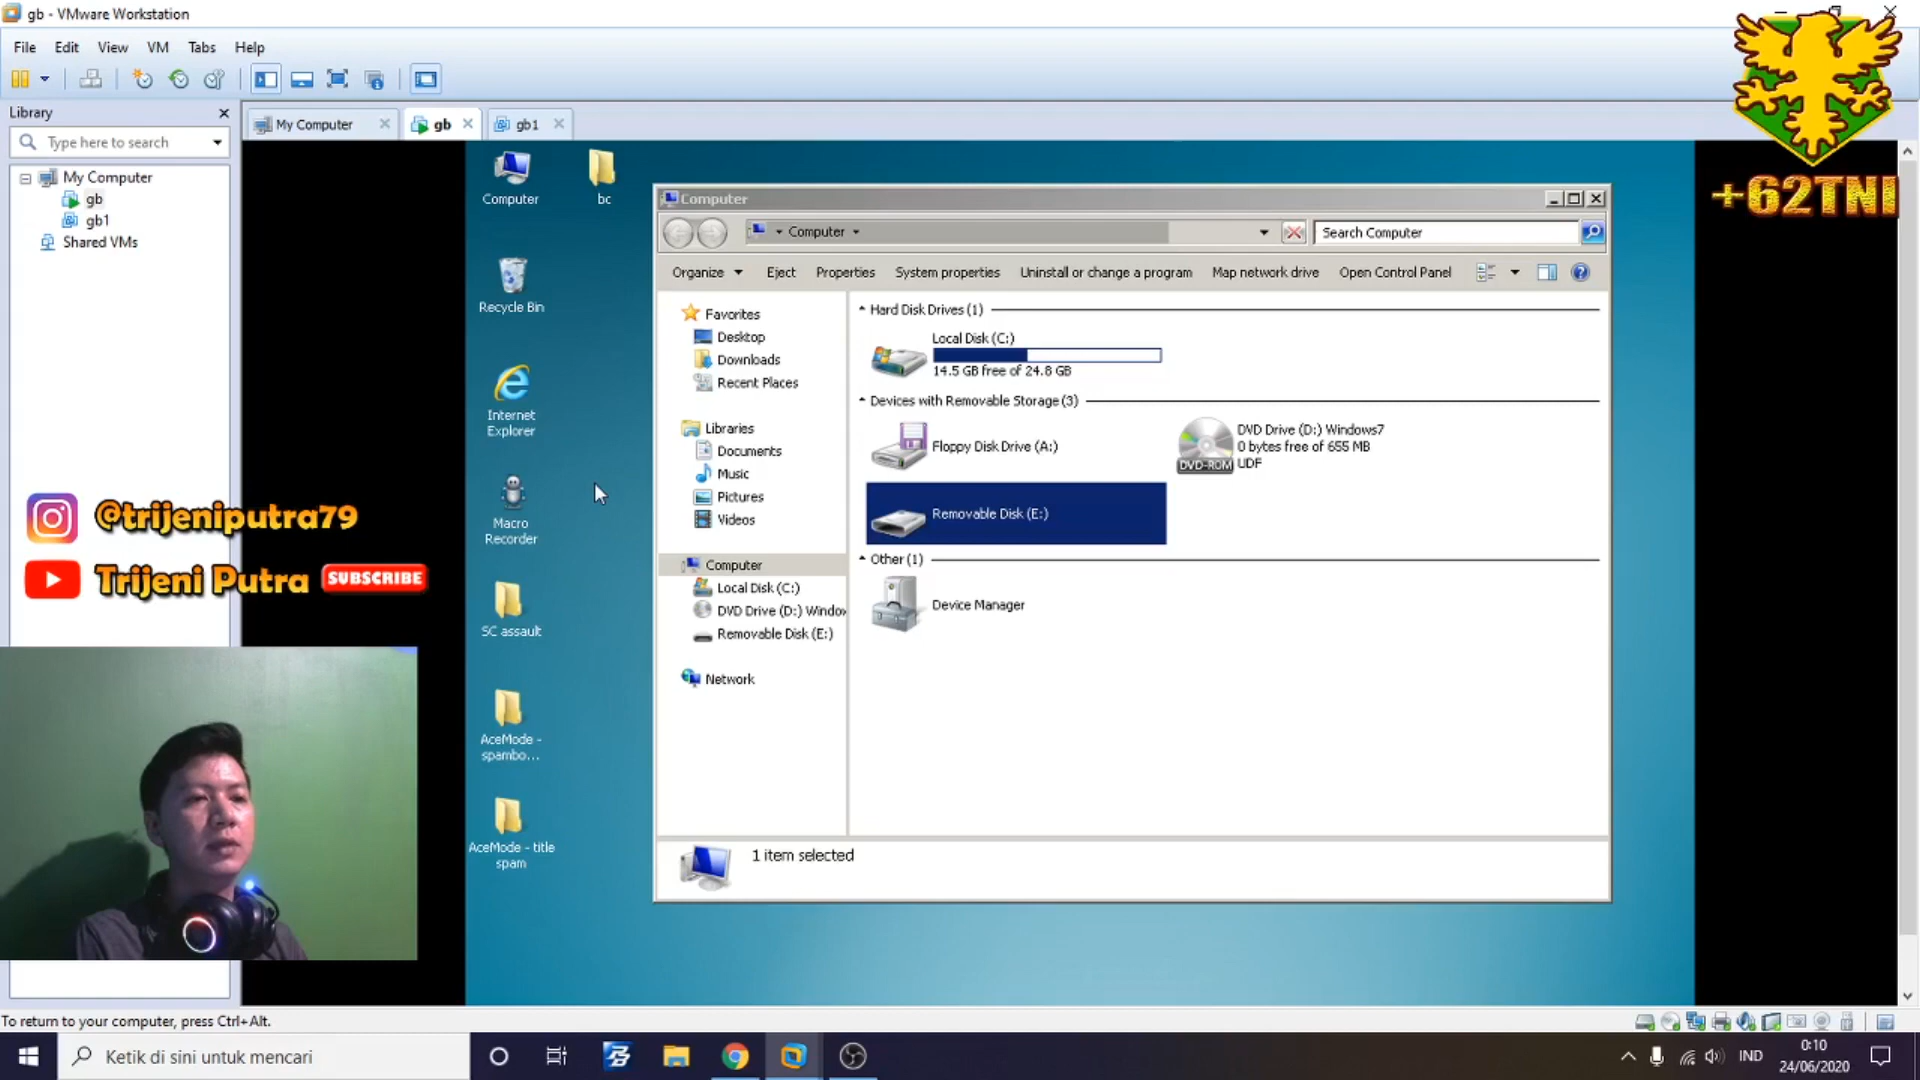 gb - VMware Workstation
File Edit View VM Tabs Help
Library
Type here to search
My Computer
gb
gb1
Shared VMs
My Computer
gb
gb1
+62TNI
Computer
bc
Recycle Bin
Internet
Explorer
Macro
Recorder
SC assault
AceMode -
spambo...
AceMode - title
spam
Computer
Computer
Search Computer
Organize Eject Properties System properties Uninstall or change a program Map network drive Open Control Panel
Favorites
Desktop
Downloads
Recent Places
Libraries
Documents
Music
Pictures
Videos
Computer
Local Disk (C:)
DVD Drive (D:) Window
Removable Disk (E:)
Network
Hard Disk Drives (1)
Local Disk (C:)
14.5 GB free of 24.8 GB
Devices with Removable Storage (3)
Floppy Disk Drive (A:)
DVD Drive (D:) Windows7
0 bytes free of 655 MB
UDF
DVD-ROM
Removable Disk (E:)
Other (1)
Device Manager
1 item selected
@trijeniputra79
Trijeni Putra SUBSCRIBE
To return to your computer, press Ctrl+Alt.
Ketik di sini untuk mencari
IND
0:10
24/06/2020